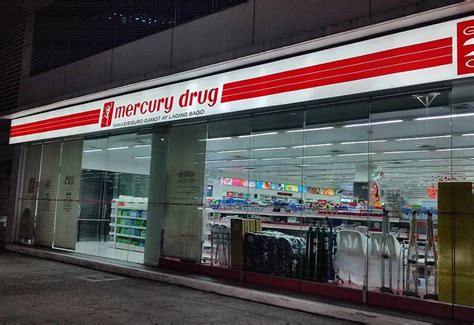 mercury drug
NAKASISIGURO GAMOT AY LAGING BAGO